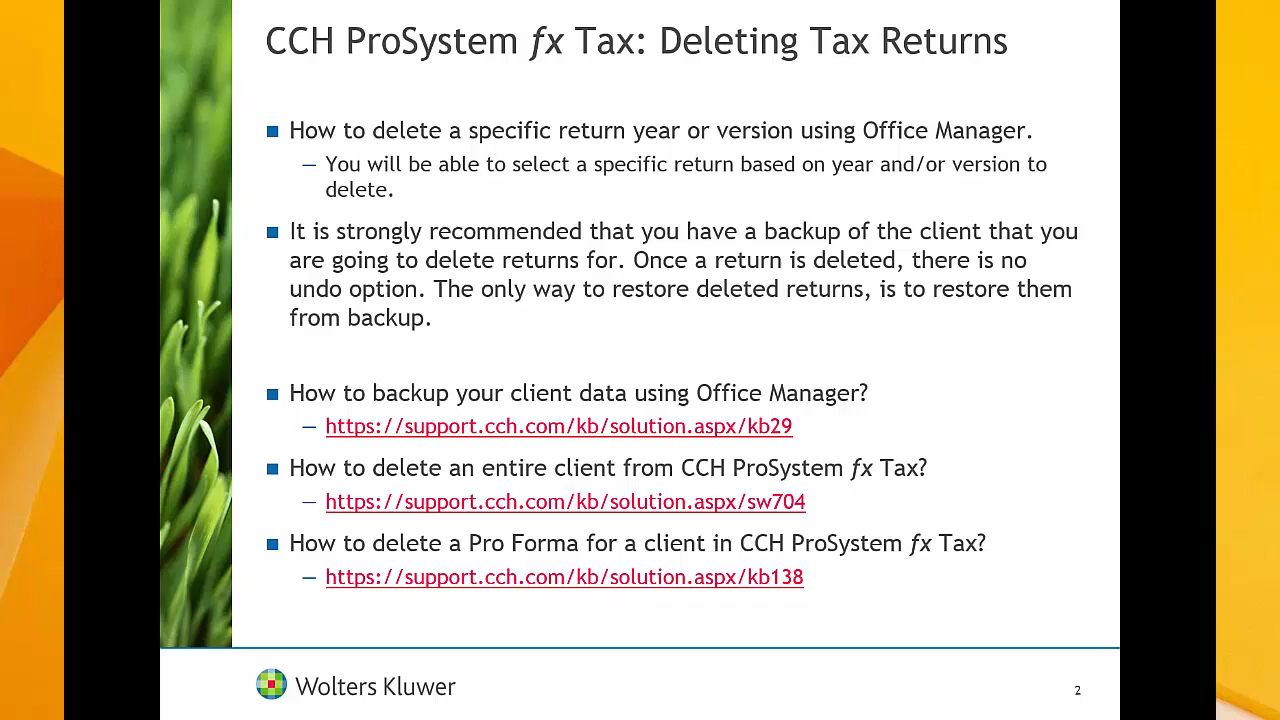 CCH ProSystem fx Tax: Deleting Tax Returns
■ How to delete a specific return year or version using Office Manager.
— You will be able to select a specific return based on year and/or version to
delete.
■ It is strongly recommended that you have a backup of the client that you
are going to delete returns for. Once a return is deleted, there is no
undo option. The only way to restore deleted returns, is to restore them
from backup.
■ How to backup your client data using Office Manager?
— https://support.cch.com/kb/solution.aspx/kb29
■ How to delete an entire client from CCH ProSystem fx Tax?
— https://support.cch.com/kb/solution.aspx/sw704
■ How to delete a Pro Forma for a client in CCH ProSystem fx Tax?
— https://support.cch.com/kb/solution.aspx/kb138
Wolters Kluwer
2